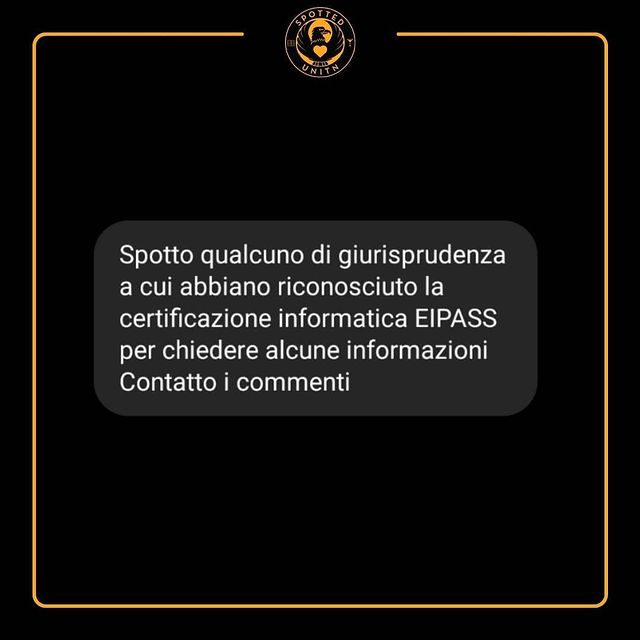 SPOTTED
UNITN
Spotto qualcuno di giurisprudenza
a cui abbiano riconosciuto la
certificazione informatica EIPASS
per chiedere alcune informazioni
Contatto i commenti